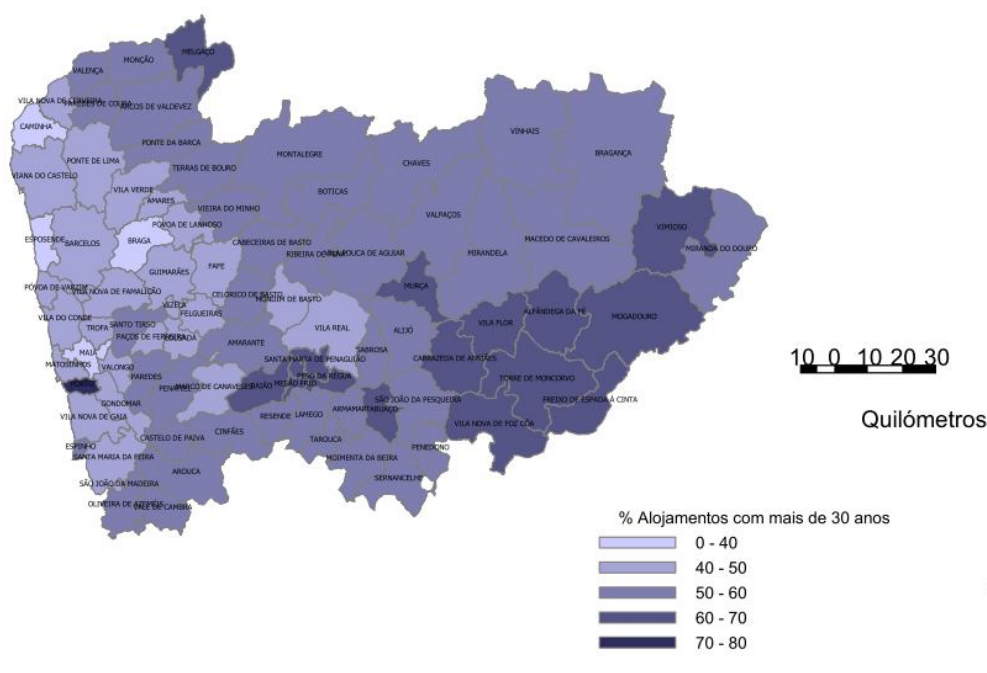 MELGAÇO
MONÇÃO
VALENÇA
VILA NOVA DE CERVEIRA
PAREDES DE COURA
ARCOS DE VALDEVEZ
CAMINHA
VINHAIS
PONTE DA BARCA
MONTALEGRE
BRAGANÇA
PONTE DE LIMA
CHAVES
TERRAS DE BOURO
VIANA DO CASTELO
VILA VERDE
BOTICAS
AMARES
VIEIRA DO MINHO
VALPAÇOS
PÓVOA DE LANHOSO
VIMIOSO
ESPOSENDE
BARCELOS
BRAGA
CABECEIRAS DE BASTO
MACEDO DE CAVALEIROS
MIRANDA DO DOURO
RIBEIRA DE PENA
VILA POUCA DE AGUIAR
MIRANDELA
FAFE
GUIMARÃES
PÓVOA DE VARZIM
VILA NOVA DE FAMALICÃO
MURÇA
CELORICO DE BASTO
MONDIM DE BASTO
VIZELA
FELGUEIRAS
ALFÂNDEGA DA FÉ
VILA DO CONDE
MOGADOURO
TROFA
SANTO TIRSO
VILA FLOR
VILA REAL
ALIJÓ
PAÇOS DE FERREIRA
LOUSADA
AMARANTE
SABROSA
MAIA
SANTA MARTA DE PENAGUIÃO
CARRAZEDA DE ANSIÃES
MATOSINHOS
VALONGO
PAREDES
PESO DA RÉGUA
TORRE DE MONCORVO
PORTO
PENAFIEL
MARCO DE CANAVESES
BAIÃO
MESÃO FRIO
GONDOMAR
SÃO JOÃO DA PESQUEIRA
FREIXO DE ESPADA À CINTA
VILA NOVA DE GAIA
RESENDE
LAMEGO
ARMAMAR
TABUAÇO
VILA NOVA DE FOZ CÔA
CINFÃES
CASTELO DE PAIVA
TAROUCA
ESPINHO
PENEDONO
SANTA MARIA DA FEIRA
MOIMENTA DA BEIRA
AROUCA
SERNANCELHE
SÃO JOÃO DA MADEIRA
OLIVEIRA DE AZEMÉIS
VALE DE CAMBRA
10 0 10 20 30
Quilómetros
% Alojamentos com mais de 30 anos
0 - 40
40 - 50
50 - 60
60 - 70
70 - 80